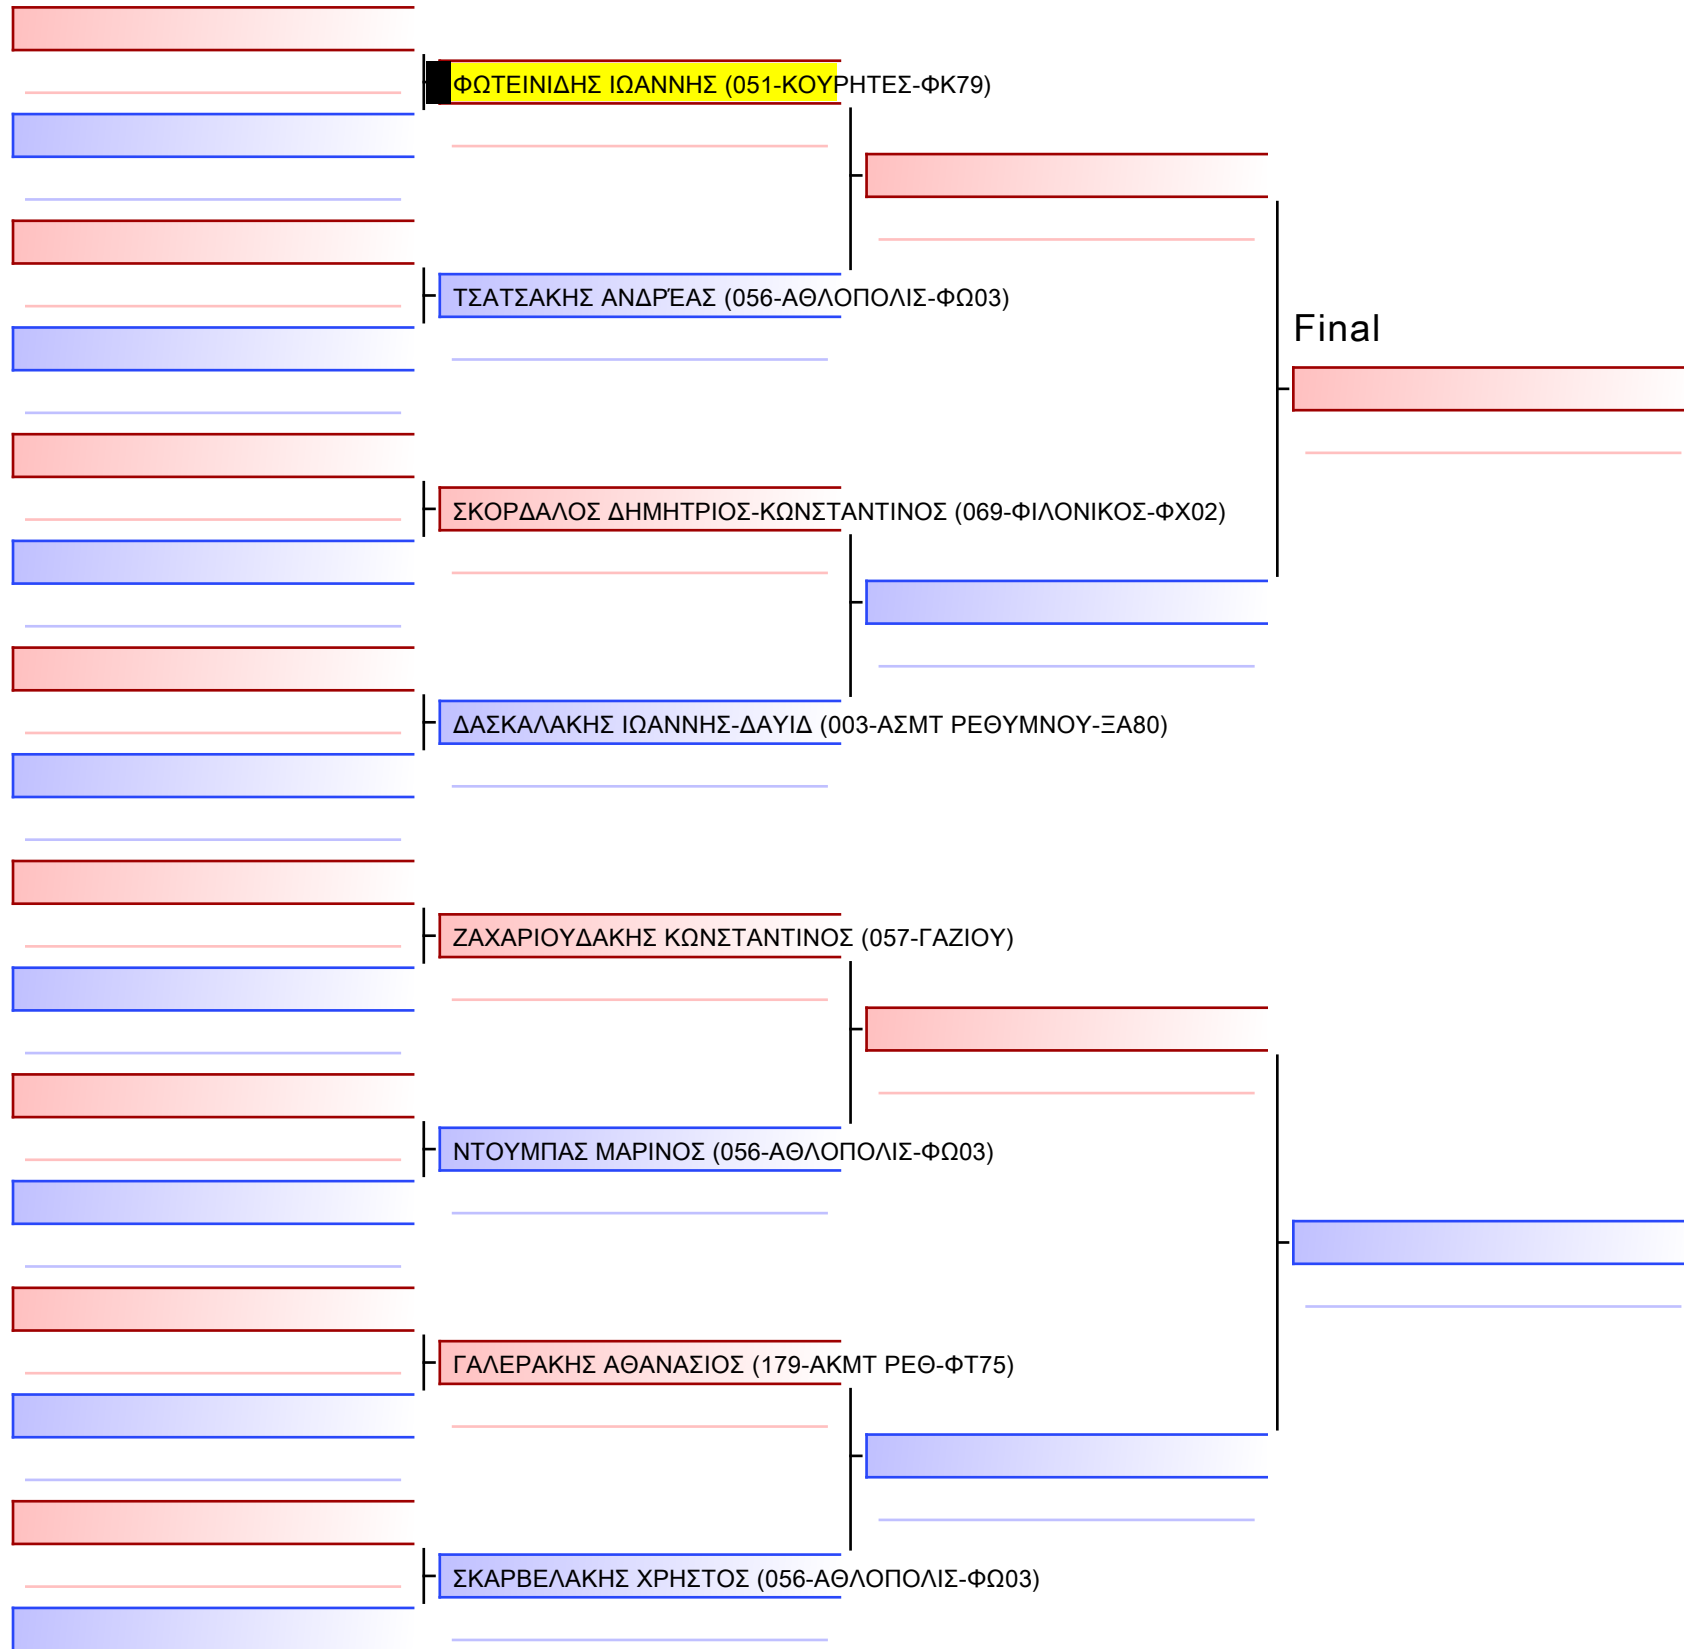 ΦΩΤΕΙΝΙΔΗΣ ΙΩΑΝΝΗΣ (051-ΚΟΥΡΗΤΕΣ-ΦΚ79)
ΤΣΑΤΣΑΚΗΣ ΑΝΔΡΈΑΣ (056-ΑΘΛΟΠΟΛΙΣ-ΦΩ03)
Final
ΣΚΟΡΔΑΛΟΣ ΔΗΜΗΤΡΙΟΣ-ΚΩΝΣΤΑΝΤΙΝΟΣ (069-ΦΙΛΟΝΙΚΟΣ-ΦΧ02)
ΔΑΣΚΑΛΑΚΗΣ ΙΩΑΝΝΗΣ-ΔΑΥΙΔ (003-ΑΣΜΤ ΡΕΘΥΜΝΟΥ-ΞΑ80)
ΖΑΧΑΡΙΟΥΔΑΚΗΣ ΚΩΝΣΤΑΝΤΙΝΟΣ (057-ΓΑΖΙΟΥ)
ΝΤΟΥΜΠΑΣ ΜΑΡΙΝΟΣ (056-ΑΘΛΟΠΟΛΙΣ-ΦΩ03)
ΓΑΛΕΡΑΚΗΣ ΑΘΑΝΑΣΙΟΣ (179-ΑΚΜΤ ΡΕΘ-ΦΤ75)
ΣΚΑΡΒΕΛΑΚΗΣ ΧΡΗΣΤΟΣ (056-ΑΘΛΟΠΟΛΙΣ-ΦΩ03)